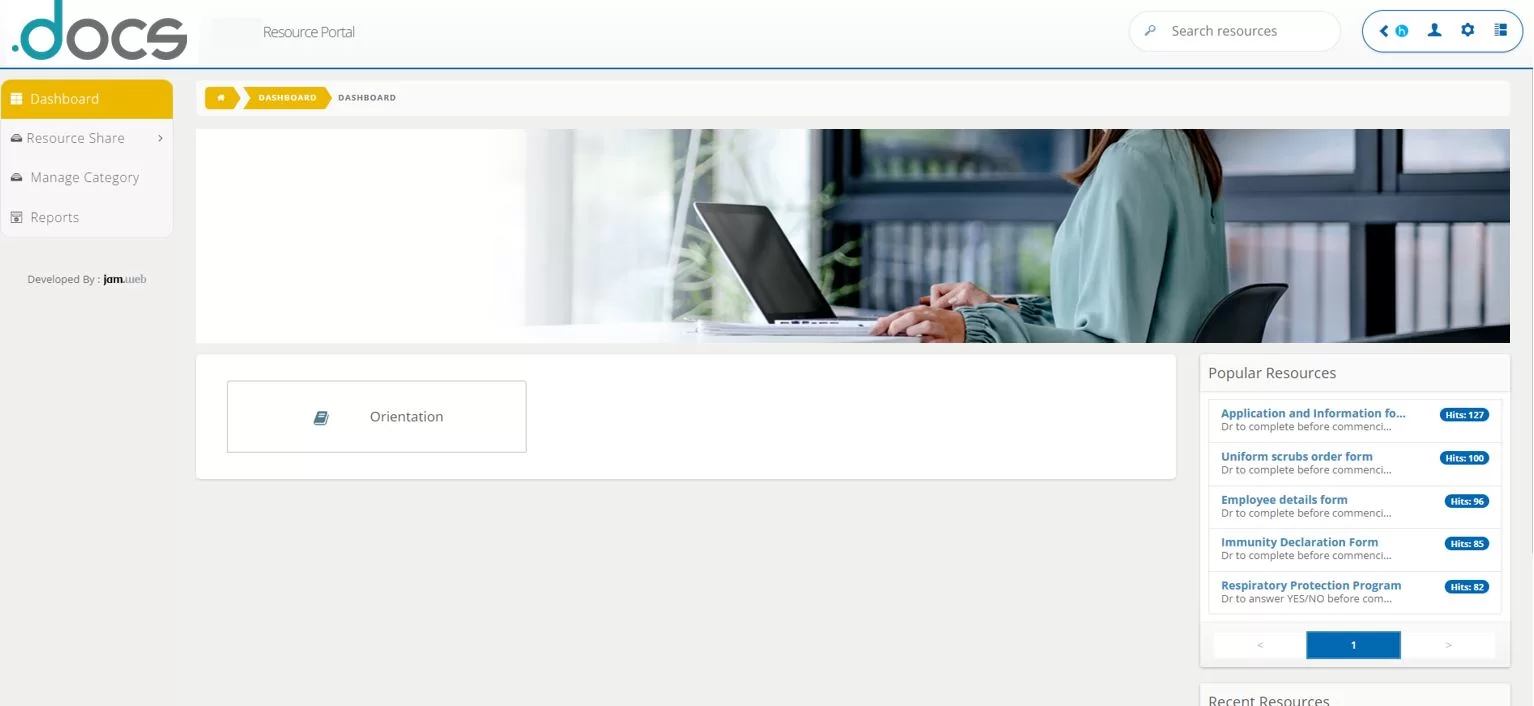 .docs
Resource Portal
Search resources
Dashboard
Resource Share
Manage Category
Reports
Developed By : jam.web
DASHBOARD DASHBOARD
Orientation
Popular Resources
Application and Information fo... Hits: 127
Dr to complete before commenci...
Uniform scrubs order form Hits: 100
Dr to complete before commenci...
Employee details form Hits: 96
Dr to complete before commenci...
Immunity Declaration Form Hits: 85
Dr to complete before commenci...
Respiratory Protection Program Hits: 82
Dr to answer YES/NO before com...
< 1 >
Recent Resources